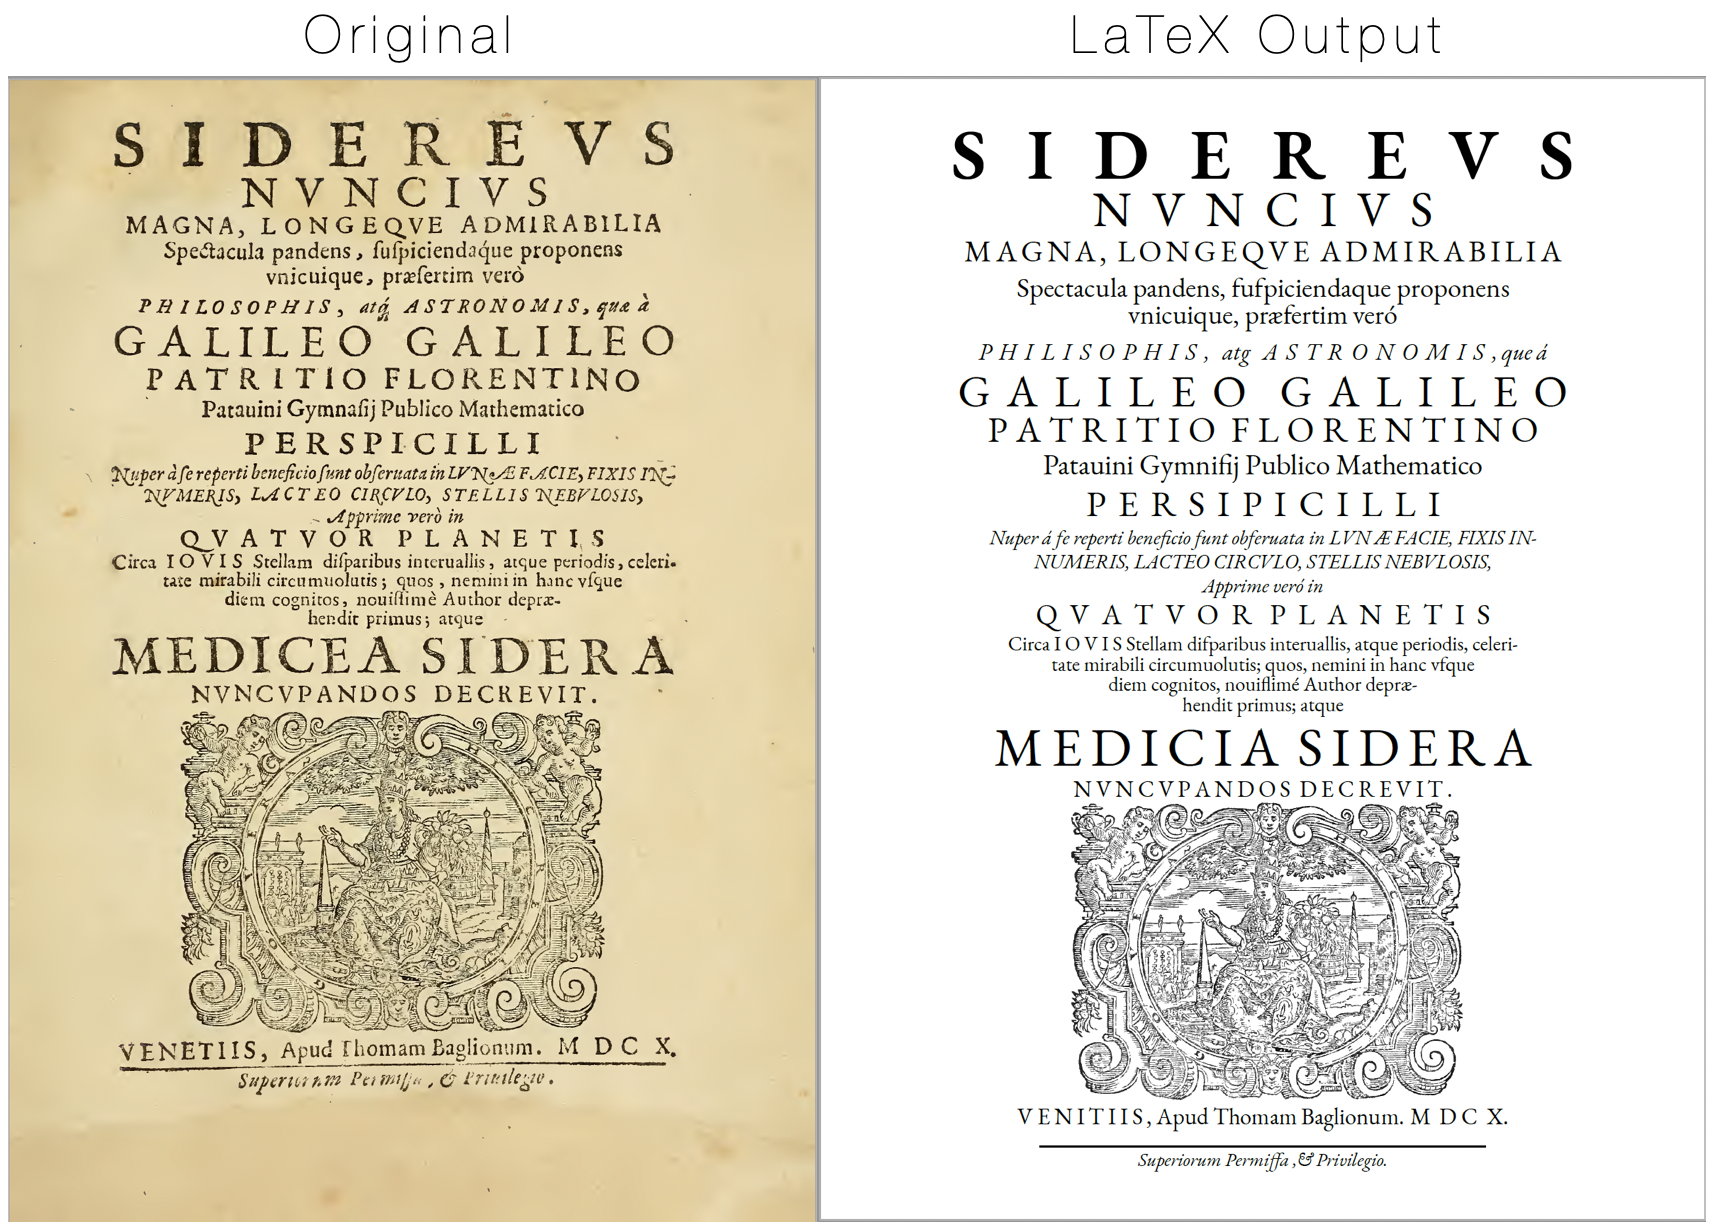 Original
SIDEREVS
NVNCIVS
MAGNA, LONGEQVE ADMIRABILIA
Spectacula pandens, ſuſpiciendaq́ue proponens
vnicuique, præſertim verò
PHILOSOPHIS, atq́ ASTRONOMIS, quæ à
GALILEO GALILEO
PATRITIO FLORENTINO
Patauini Gymnaſij Publico Mathematico
PERSPICILLI
Nuper à ſe reperti beneficio ſunt obſeruata in LVNÆ FACIE, FIXIS IN-
NVMERIS, LACTEO CIRCVLO, STELLIS NEBVLOSIS,
Apprime verò in
QVATVOR PLANETIS
Circa IOVIS Stellam diſparibus interuallis, atque periodis, celeri-
tate mirabili circumuolutis; quos, nemini in hanc vſque
diem cognitos, nouiſſimè Author depræ-
hendit primus; atque
MEDICEA SIDERA
NVNCVPANDOS DECREVIT.
VENETIIS, Apud Thomam Baglionum. M DC X.
Superiorum Permiſſu, & Priuilegio.
LaTeX Output
SIDEREVS
NVNCIVS
MAGNA, LONGEQVE ADMIRABILIA
Spectacula pandens, fufpiciendaque proponens
vnicuique, præfertim veró
PHILISOPHIS, atg ASTRONOMIS, que á
GALILEO GALILEO
PATRITIO FLORENTINO
Patauini Gymnifij Publico Mathematico
PERSIPICILLI
Nuper á fe reperti beneficio funt obferuata in LVN Æ FACIE, FIXIS IN-
NUMERIS, LACTEO CIRCVLO, STELLIS NEBVLOSIS,
Apprime veró in
QVATVOR PLANETIS
Circa IOVIS Stellam difparibus interuallis, atque periodis, celeri-
tate mirabili circumuolutis; quos, nemini in hanc vfque
diem cognitos, nouiflimé Author depræ-
hendit primus; atque
MEDICIA SIDERA
NVNCVPANDOS DECREVIT.
VENITIIS, Apud Thomam Baglionum. M DC X.
Superiorum Permiffa ,& Privilegio.